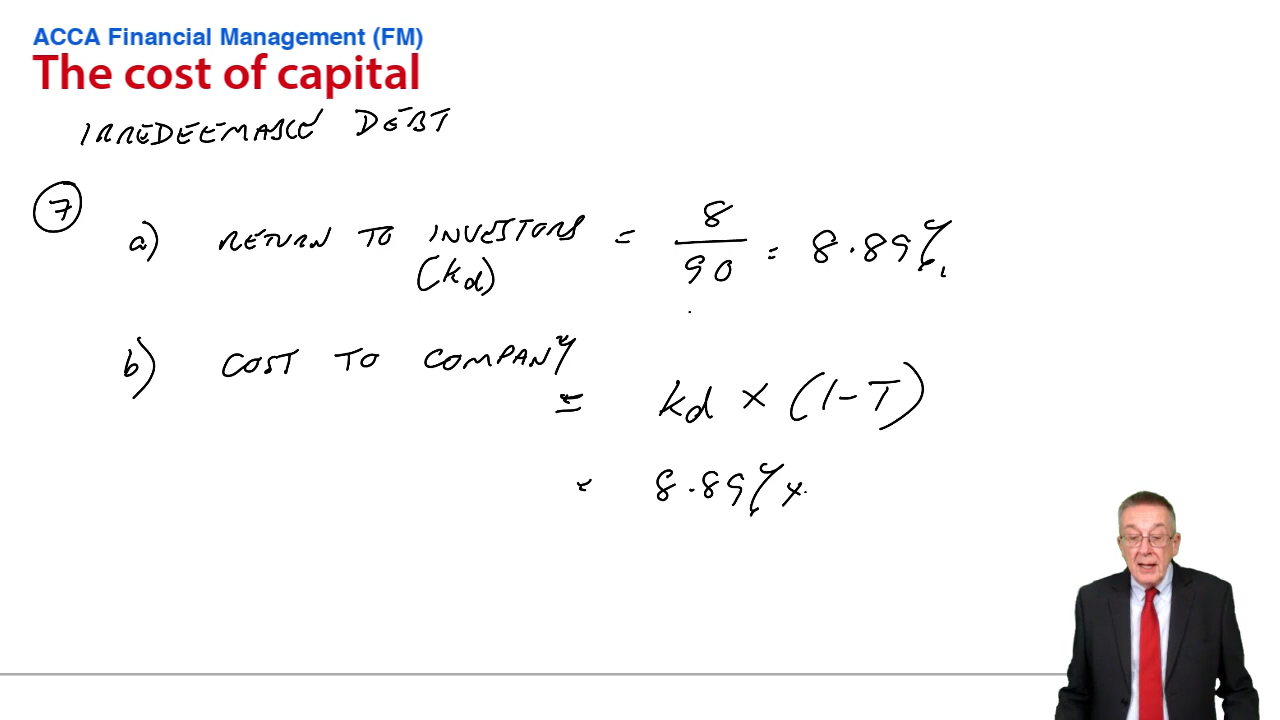 ACCA Financial Management (FM)
The cost of capital
IRREDEEMABLE DEBT
7
a) RETURN TO INVESTORS = 8/90 = 8.89%
(kd)
b) COST TO COMPANY
= kd × (1-T)
= 8.89% ×